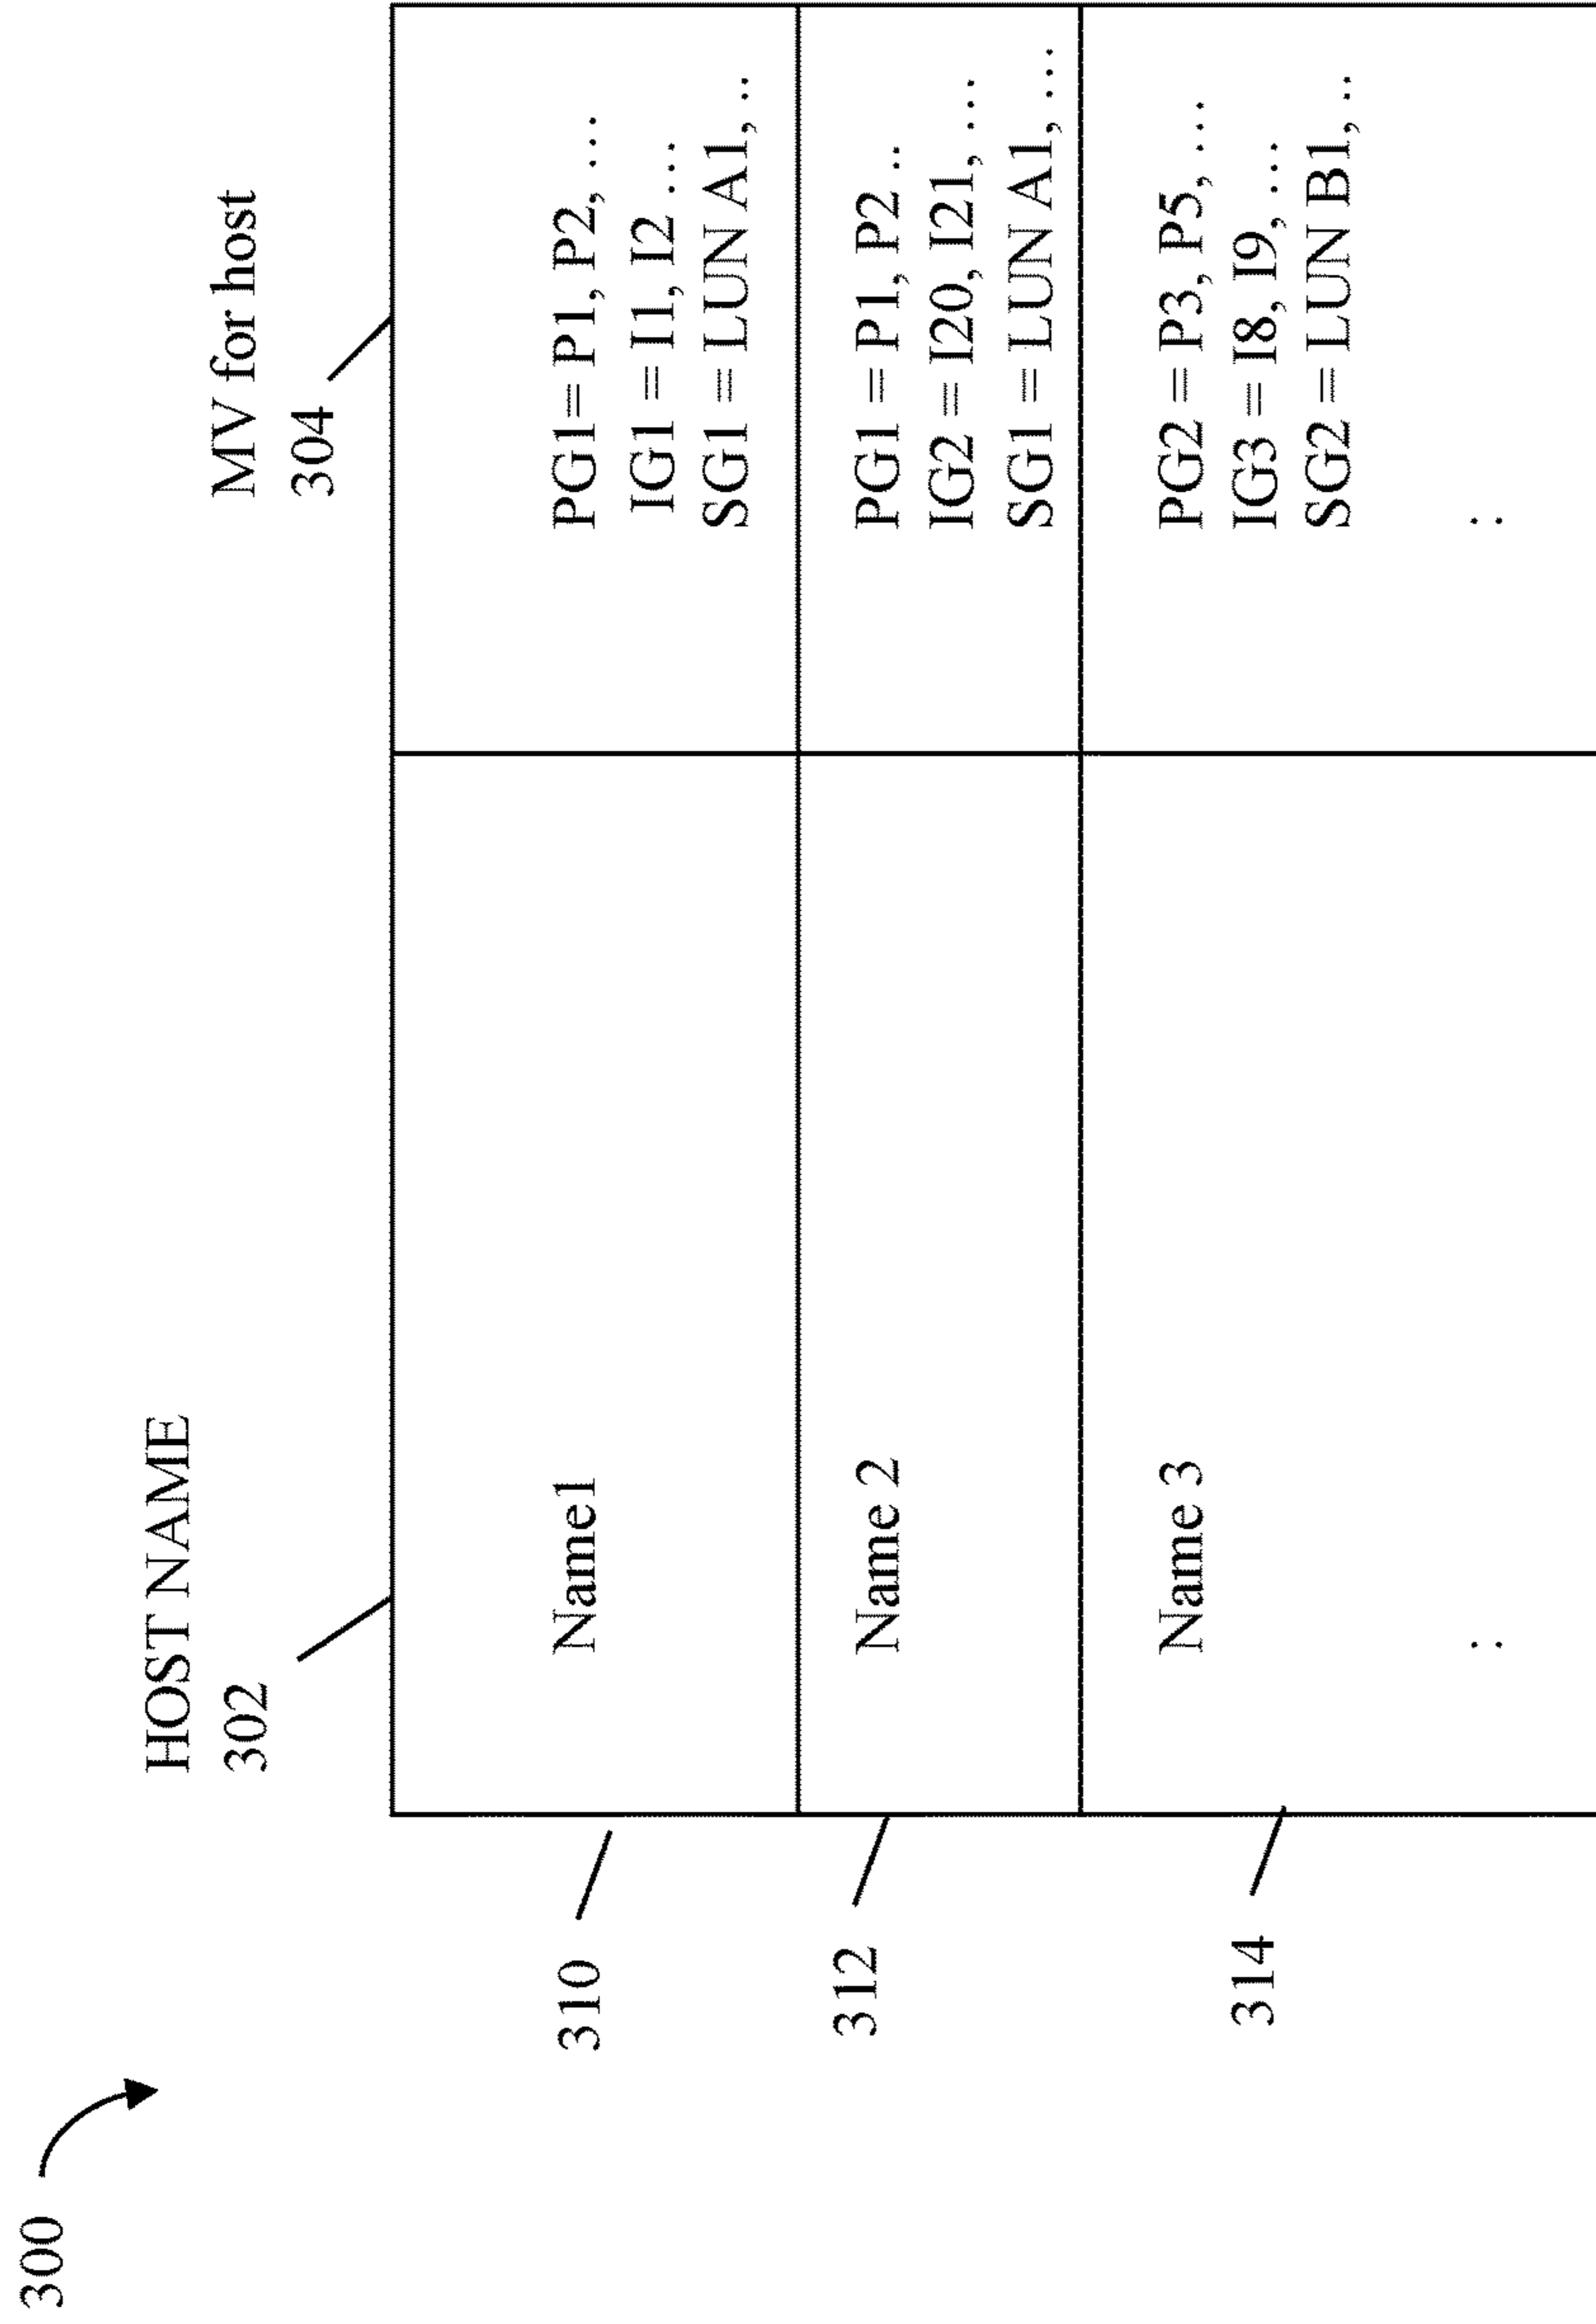 300
HOST NAME
302
MV for host
304
310
Name1
PG1= P1, P2, ...
IG1 = I1, I2 ...
SG1 = LUN A1, ..
312
Name 2
PG1 = P1, P2 ..
IG2 = I20, I21, ...
SG1 = LUN A1, ....
314
Name 3
PG2 = P3, P5, ...
IG3 = I8, I9, ...
SG2 = LUN B1, ..
:
: